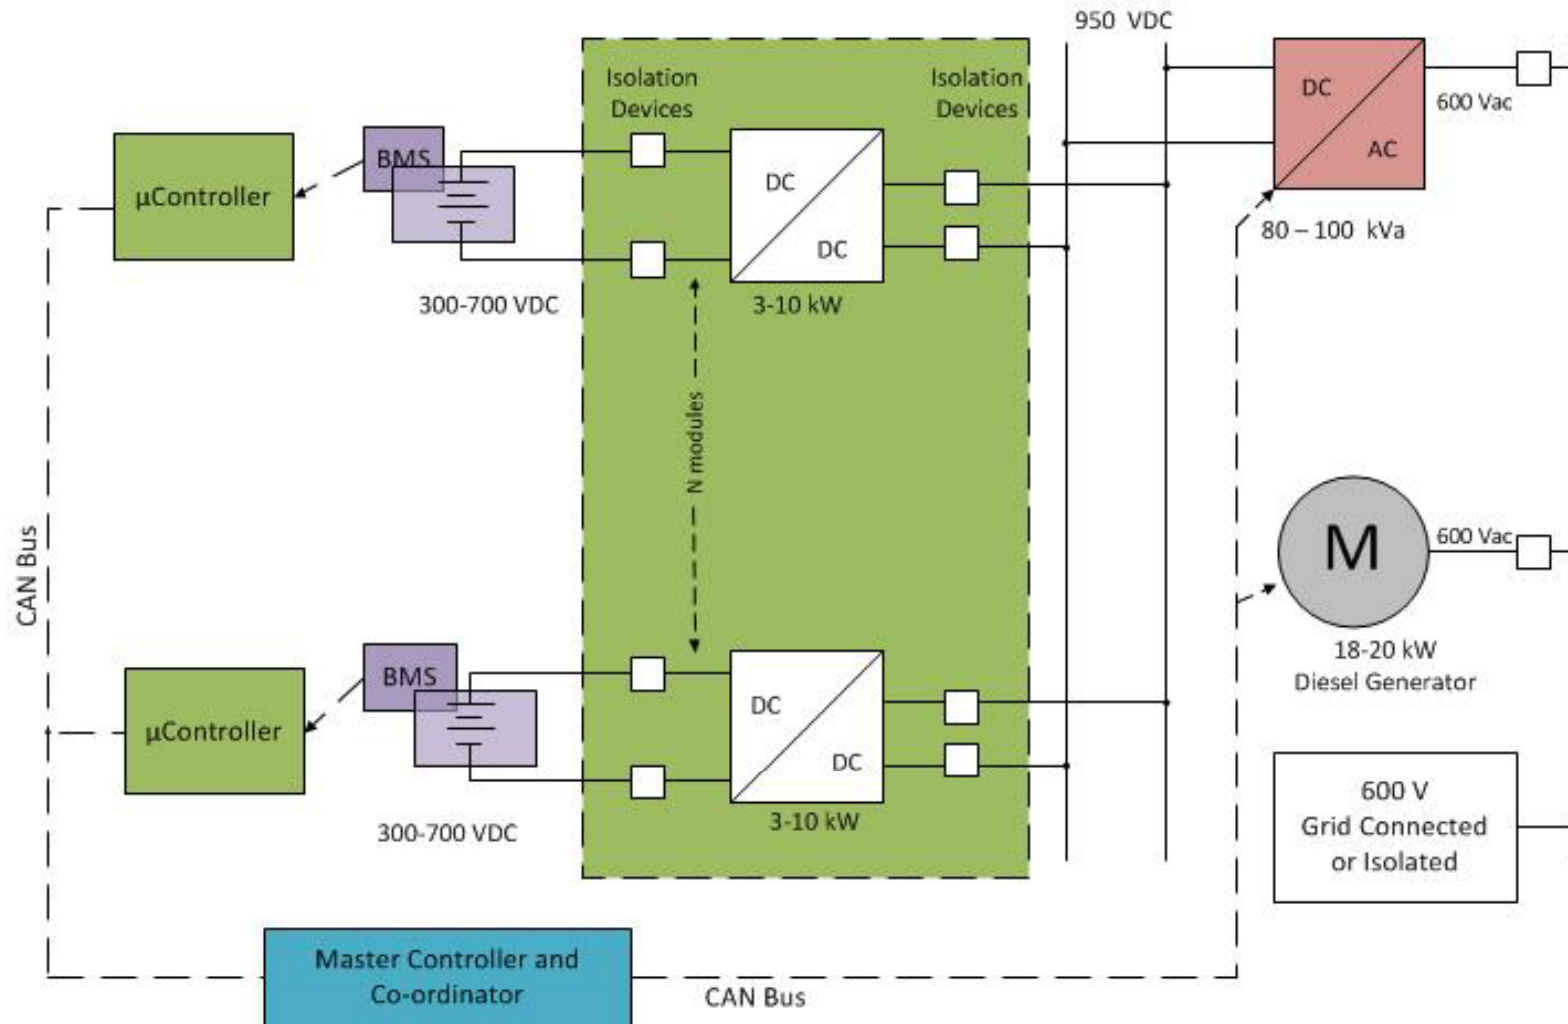 950 VDC
Isolation
Devices
Isolation
Devices
DC
AC
600 Vac
80 – 100 kVa
BMS
µController
DC
DC
300-700 VDC
3-10 kW
N modules
CAN Bus
M
600 Vac
18-20 kW
Diesel Generator
BMS
µController
DC
DC
300-700 VDC
3-10 kW
600 V
Grid Connected
or Isolated
Master Controller and
Co-ordinator
CAN Bus